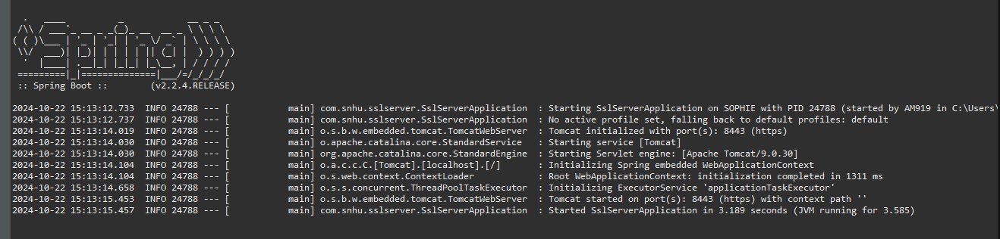 .   ____          _            __ _ _
 /\\ / ___'_ __ _ _(_)_ __  __ _ \ \ \ \
( ( )\___ | '_ | '_| | '_ \/ _` | \ \ \ \
 \\/  ___)| |_)| | | | | || (_| |  ) ) ) )
  '  |____| .__|_| |_|_| |_\__, | / / / /
 =========|_|==============|___/=/_/_/_/
 :: Spring Boot ::        (v2.2.4.RELEASE)
2024-10-22 15:13:12.733  INFO 24788 --- [           main] com.snhu.sslserver.SslServerApplication  : Starting SslServerApplication on SOPHIE with PID 24788 (started by AM919 in C:\Users\
2024-10-22 15:13:12.737  INFO 24788 --- [           main] com.snhu.sslserver.SslServerApplication  : No active profile set, falling back to default profiles: default
2024-10-22 15:13:14.019  INFO 24788 --- [           main] o.s.b.w.embedded.tomcat.TomcatWebServer  : Tomcat initialized with port(s): 8443 (https)
2024-10-22 15:13:14.030  INFO 24788 --- [           main] o.apache.catalina.core.StandardService   : Starting service [Tomcat]
2024-10-22 15:13:14.030  INFO 24788 --- [           main] org.apache.catalina.core.StandardEngine  : Starting Servlet engine: [Apache Tomcat/9.0.30]
2024-10-22 15:13:14.104  INFO 24788 --- [           main] o.a.c.c.C.[Tomcat].[localhost].[/]       : Initializing Spring embedded WebApplicationContext
2024-10-22 15:13:14.104  INFO 24788 --- [           main] o.s.web.context.ContextLoader            : Root WebApplicationContext: initialization completed in 1311 ms
2024-10-22 15:13:14.658  INFO 24788 --- [           main] o.s.s.concurrent.ThreadPoolTaskExecutor  : Initializing ExecutorService 'applicationTaskExecutor'
2024-10-22 15:13:15.453  INFO 24788 --- [           main] o.s.b.w.embedded.tomcat.TomcatWebServer  : Tomcat started on port(s): 8443 (https) with context path ''
2024-10-22 15:13:15.457  INFO 24788 --- [           main] com.snhu.sslserver.SslServerApplication  : Started SslServerApplication in 3.189 seconds (JVM running for 3.585)